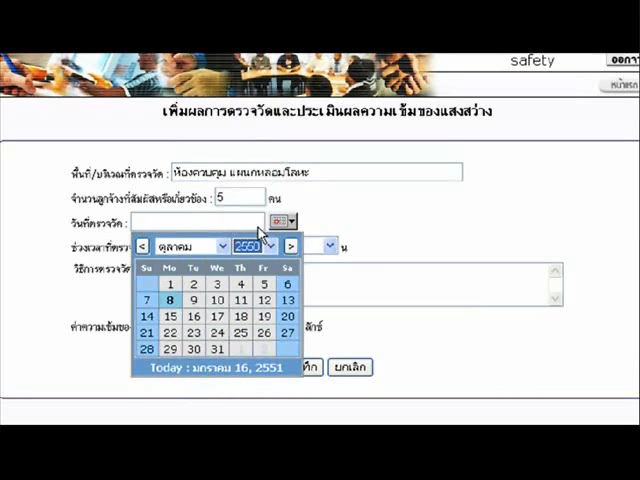 safety
หน้าแรก
เพิ่มผลการตรวจวัดและประเมินผลความเข้มของแสงสว่าง
พื้นที่/บริเวณที่ตรวจวัด : ห้องควบคุม แผนกหลอมโลหะ
จำนวนลูกจ้างที่สัมผัสหรือเกี่ยวข้อง : 5 คน
วันที่ตรวจวัด :
< ตุลาคม 2550 >
ช่วงเวลาที่ตรว น
Su Mo Tu We Th Fr Sa
วิธีการตรวจวัด
1 2 3 4 5 6
7 8 9 10 11 12 13
14 15 16 17 18 19 20
ค่าความเข้มของ ลักซ์
21 22 23 24 25 26 27
28 29 30 31 1 2
Today : มกราคม 16, 2551
ทึก ยกเลิก